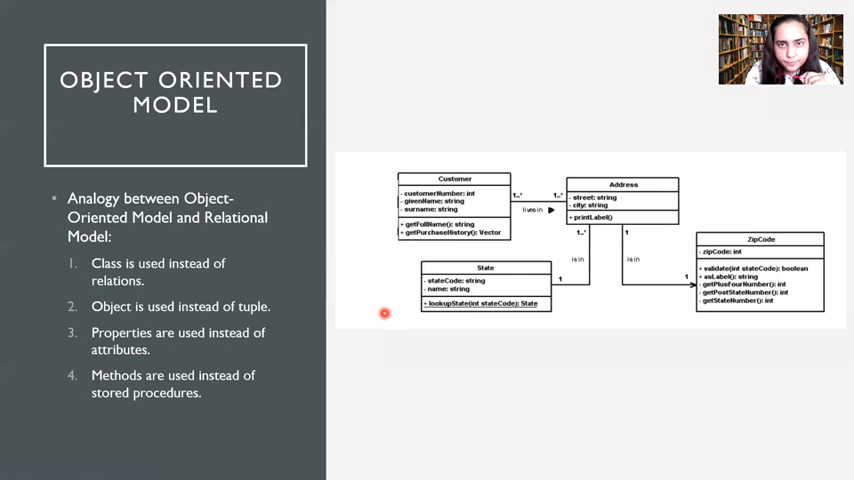 OBJECT ORIENTED
MODEL
• Analogy between Object-
Oriented Model and Relational
Model:
1. Class is used instead of
relations.
2. Object is used instead of tuple.
3. Properties are used instead of
attributes.
4. Methods are used instead of
stored procedures.
Customer
- customerNumber: int
- givenName: string
- surname: string
+ getFullName(): string
+ getPurchaseHistory(): Vector
1..*
1..*
lives in
Address
- street: string
- city: string
+ printLabel()
1..*
1
is in
is in
State
- stateCode: string
- name: string
+ lookupState(int stateCode): State
1
1
ZipCode
- zipCode: int
+ validate(int stateCode): boolean
+ asLabel(): string
- getPlusFourNumber(): int
- getPostStateNumber(): int
- getStateNumber(): int